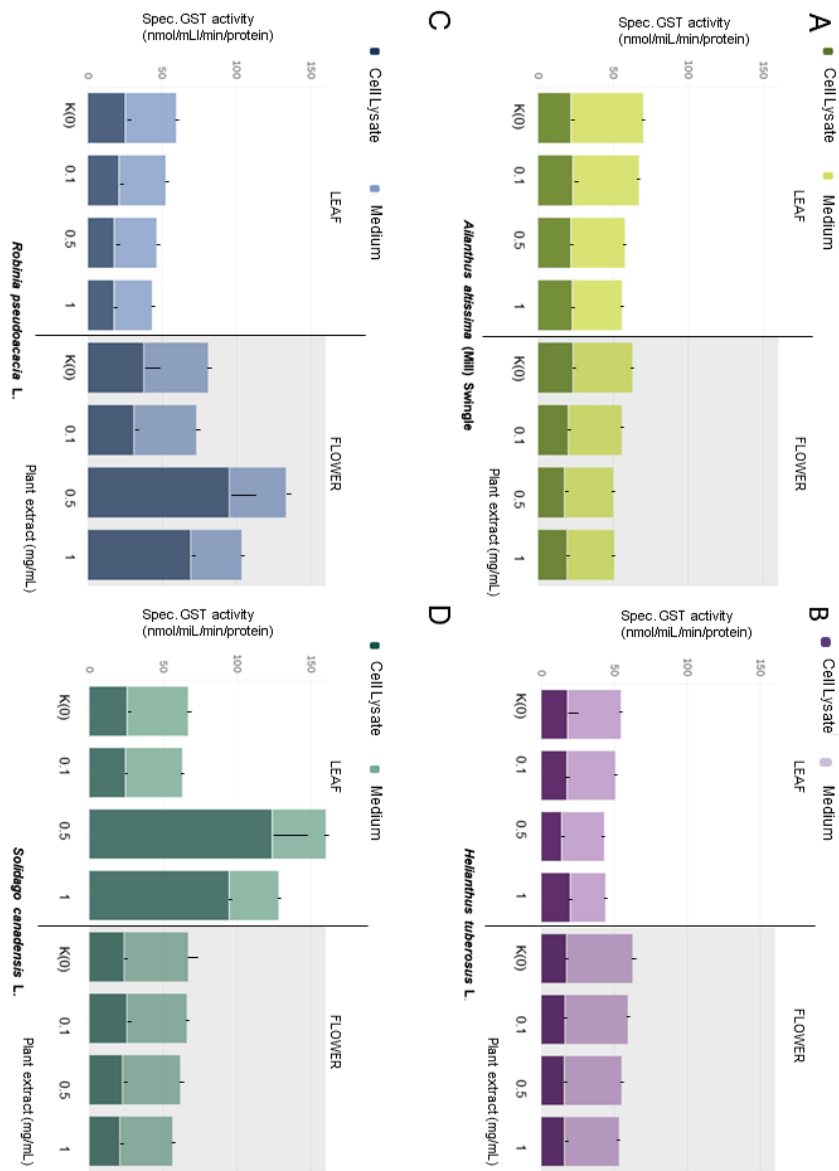 A
Cell Lysate Medium
Spec. GST activity
(nmol/miL/min/protein)
150
100
50
0
LEAF FLOWER
K(0) 0.1 0.5 1 K(0) 0.1 0.5 1
Plant extract (mg/mL)
Ailanthus altissima (Mill) Swingle
B
Cell Lysate Medium
Spec. GST activity
(nmol/miL/min/protein)
150
100
50
0
LEAF FLOWER
K(0) 0.1 0.5 1 K(0) 0.1 0.5 1
Plant extract (mg/mL)
Helianthus tuberosus L.
C
Cell Lysate Medium
Spec. GST activity
(nmol/mLl/min/protein)
150
100
50
0
LEAF FLOWER
K(0) 0.1 0.5 1 K(0) 0.1 0.5 1
Plant extract (mg/mL)
Robinia pseudoacacia L.
D
Cell Lysate Medium
Spec. GST activity
(nmol/miL/min/protein)
150
100
50
0
LEAF FLOWER
K(0) 0.1 0.5 1 K(0) 0.1 0.5 1
Plant extract (mg/mL)
Solidago canadensis L.